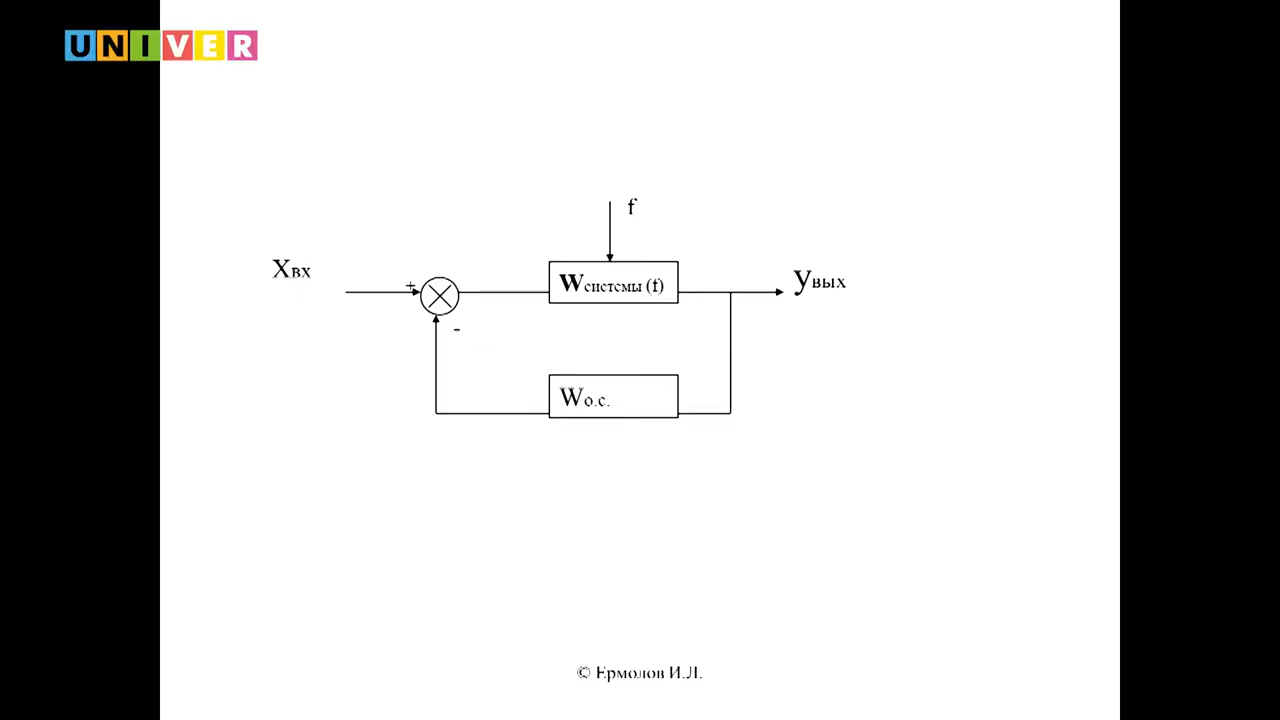 UNIVER
f
Xвх
+
Wсистемы (f)
yвых
-
Wо.с.
© Ермолов И.Л.